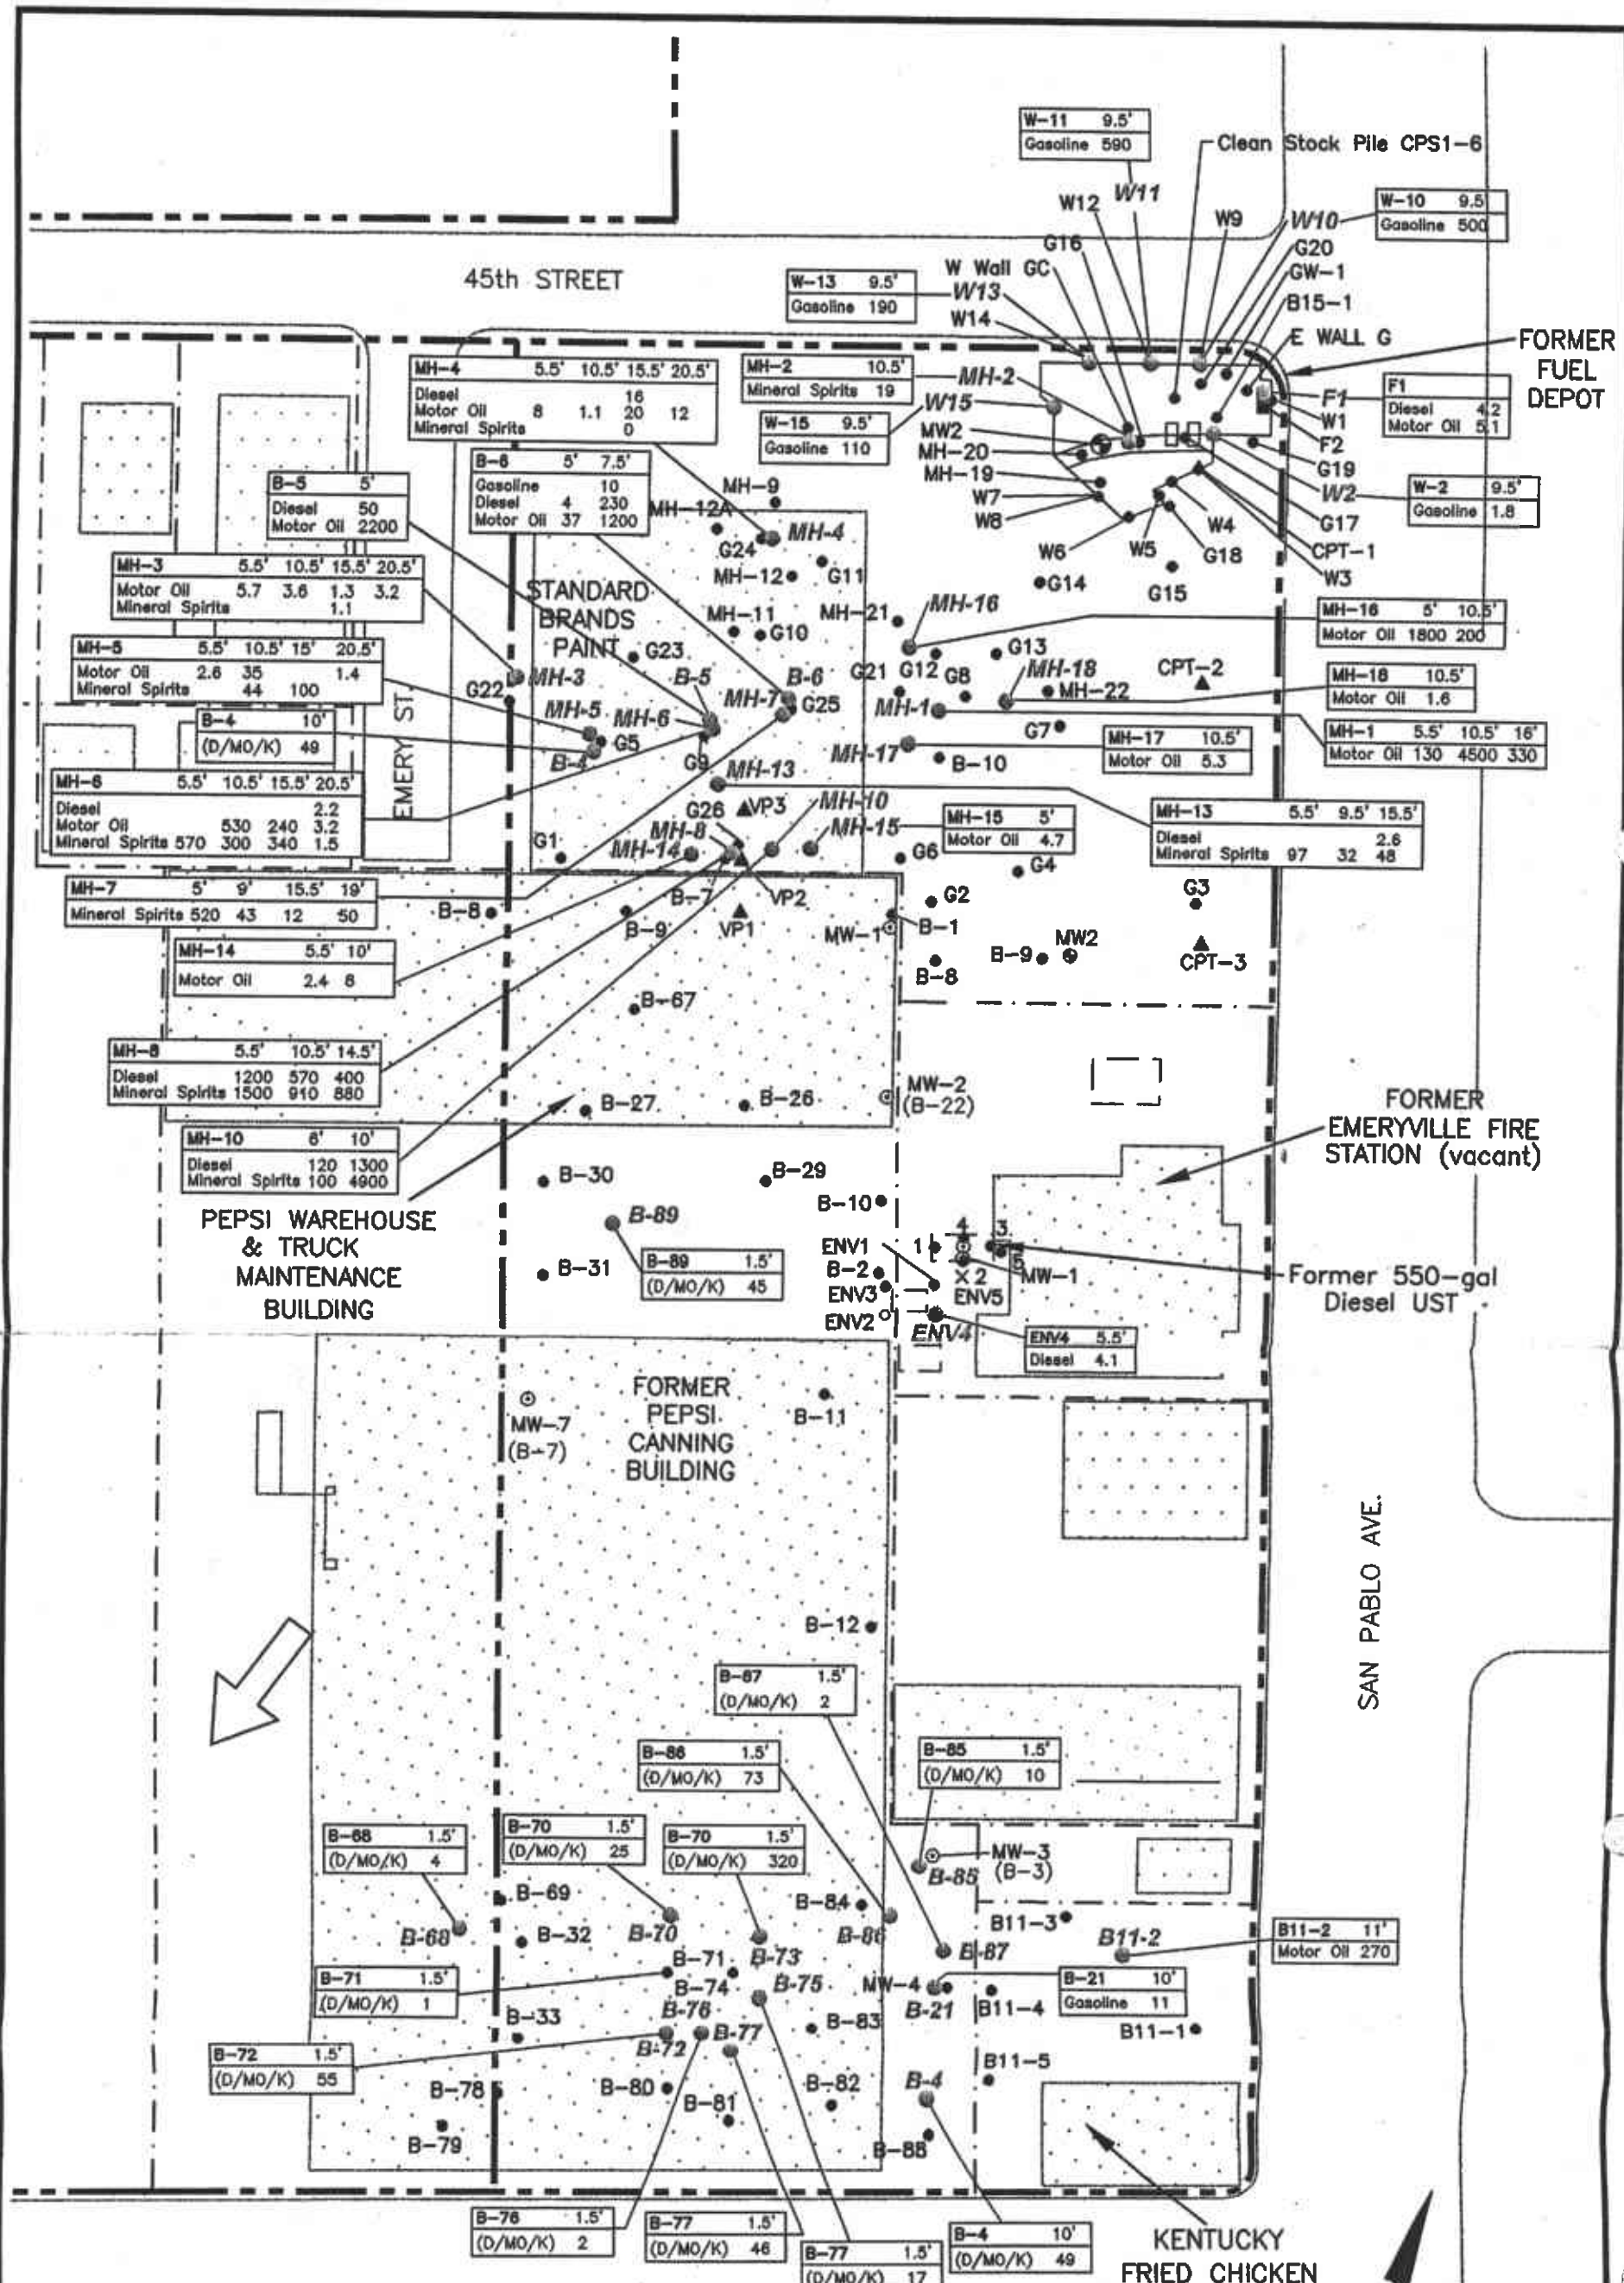 W-11 9.5'
Gasoline 590
Clean Stock Pile CPS1-6
W12 W11
W9
W10
W-10 9.5
Gasoline 500
G16
G20
W Wall GC
GW-1
45th STREET
W-13 9.5'
Gasoline 190
W13
B15-1
W14
E WALL G
FORMER
FUEL
DEPOT
MH-4 5.5' 10.5' 15.5' 20.5'
Diesel 16
Motor Oil 8 1.1 20 12
Mineral Spirits 0
MH-2 10.5'
Mineral Spirits 19
MH-2
W15
F1
W1
F2
F1
Diesel 4.2
Motor Oil 5.1
W-15 9.5'
Gasoline 110
MW2
MH-20
MH-19
W7
W8
G19
W2
W-2 9.5'
Gasoline 1.8
G17
W4
CPT-1
W3
W6
W5
G18
G15
G14
B-6 5' 7.5'
Gasoline 10
Diesel 4 230
Motor Oil 37 1200
B-5 5'
Diesel 50
Motor Oil 2200
MH-9
MH-12A
G24
MH-4
MH-12
G11
MH-3 5.5' 10.5' 15.5' 20.5'
Motor Oil 5.7 3.6 1.3 3.2
Mineral Spirits 1.1
STANDARD
BRANDS
PAINT
MH-11
G10
MH-21
MH-16
MH-16 5' 10.5'
Motor Oil 1800 200
MH-5 5.5' 10.5' 15' 20.5'
Motor Oil 2.6 35 1.4
Mineral Spirits 44 100
G23
G22
MH-3
B-5
B-6
MH-7
G25
G21
G12
G8
G13
MH-18
MH-22
CPT-2
MH-18 10.5'
Motor Oil 1.6
B-4 10'
(D/MO/K) 49
EMERY ST.
MH-5
MH-6
G5
B-4
G9
MH-1
G7
MH-17
B-10
MH-17 10.5'
Motor Oil 5.3
MH-1 5.5' 10.5' 16'
Motor Oil 130 4500 330
MH-6 5.5' 10.5' 15.5' 20.5'
Diesel 2.2
Motor Oil 530 240 3.2
Mineral Spirits 570 300 340 1.5
MH-13
VP3
G26
MH-10
MH-8
MH-15
MH-14
G1
MH-15 5'
Motor Oil 4.7
MH-13 5.5' 9.5' 15.5'
Diesel 2.6
Mineral Spirits 97 32 48
G6
G4
MH-7 5' 9' 15.5' 19'
Mineral Spirits 520 43 12 50
B-8
B-9
B-7
VP2
VP1
G2
G3
MW-1
B-1
B-8
B-9
MW2
CPT-3
MH-14 5.5' 10'
Motor Oil 2.4 8
B-67
MH-8 5.5' 10.5' 14.5'
Diesel 1200 570 400
Mineral Spirits 1500 910 880
B-27
B-26
MW-2
(B-22)
FORMER
EMERYVILLE FIRE
STATION (vacant)
MH-10 6' 10'
Diesel 120 1300
Mineral Spirits 100 4900
B-30
B-29
B-10
PEPSI WAREHOUSE
& TRUCK
MAINTENANCE
BUILDING
B-89
B-31
B-89 1.5'
(D/MO/K) 45
ENV1
1
4
3
B-2
ENV3
ENV2
X 2
ENV5
MW-1
ENV4
Former 550-gal
Diesel UST
ENV4 5.5'
Diesel 4.1
FORMER
PEPSI
CANNING
BUILDING
MW-7
(B-7)
B-11
SAN PABLO AVE.
B-12
B-87 1.5'
(D/MO/K) 2
B-86 1.5'
(D/MO/K) 73
B-85 1.5'
(D/MO/K) 10
B-68 1.5'
(D/MO/K) 4
B-70 1.5'
(D/MO/K) 25
B-70 1.5'
(D/MO/K) 320
MW-3
(B-3)
B-85
B-69
B-68
B-32
B-70
B-84
B-86
B11-3
B11-2
B11-2 11'
Motor Oil 270
B-73
B-87
B-71 1.5'
(D/MO/K) 1
B-71
B-74
B-75
MW-4
B-21
B11-4
B-21 10'
Gasoline 11
B-76
B-33
B-77
B-83
B11-1
B-72 1.5'
(D/MO/K) 55
B-72
B11-5
B-78
B-80
B-81
B-82
B-4
B-79
B-88
B-76 1.5'
(D/MO/K) 2
B-77 1.5'
(D/MO/K) 46
B-77 1.5'
(D/MO/K) 17
B-4 10'
(D/MO/K) 49
KENTUCKY
FRIED CHICKEN